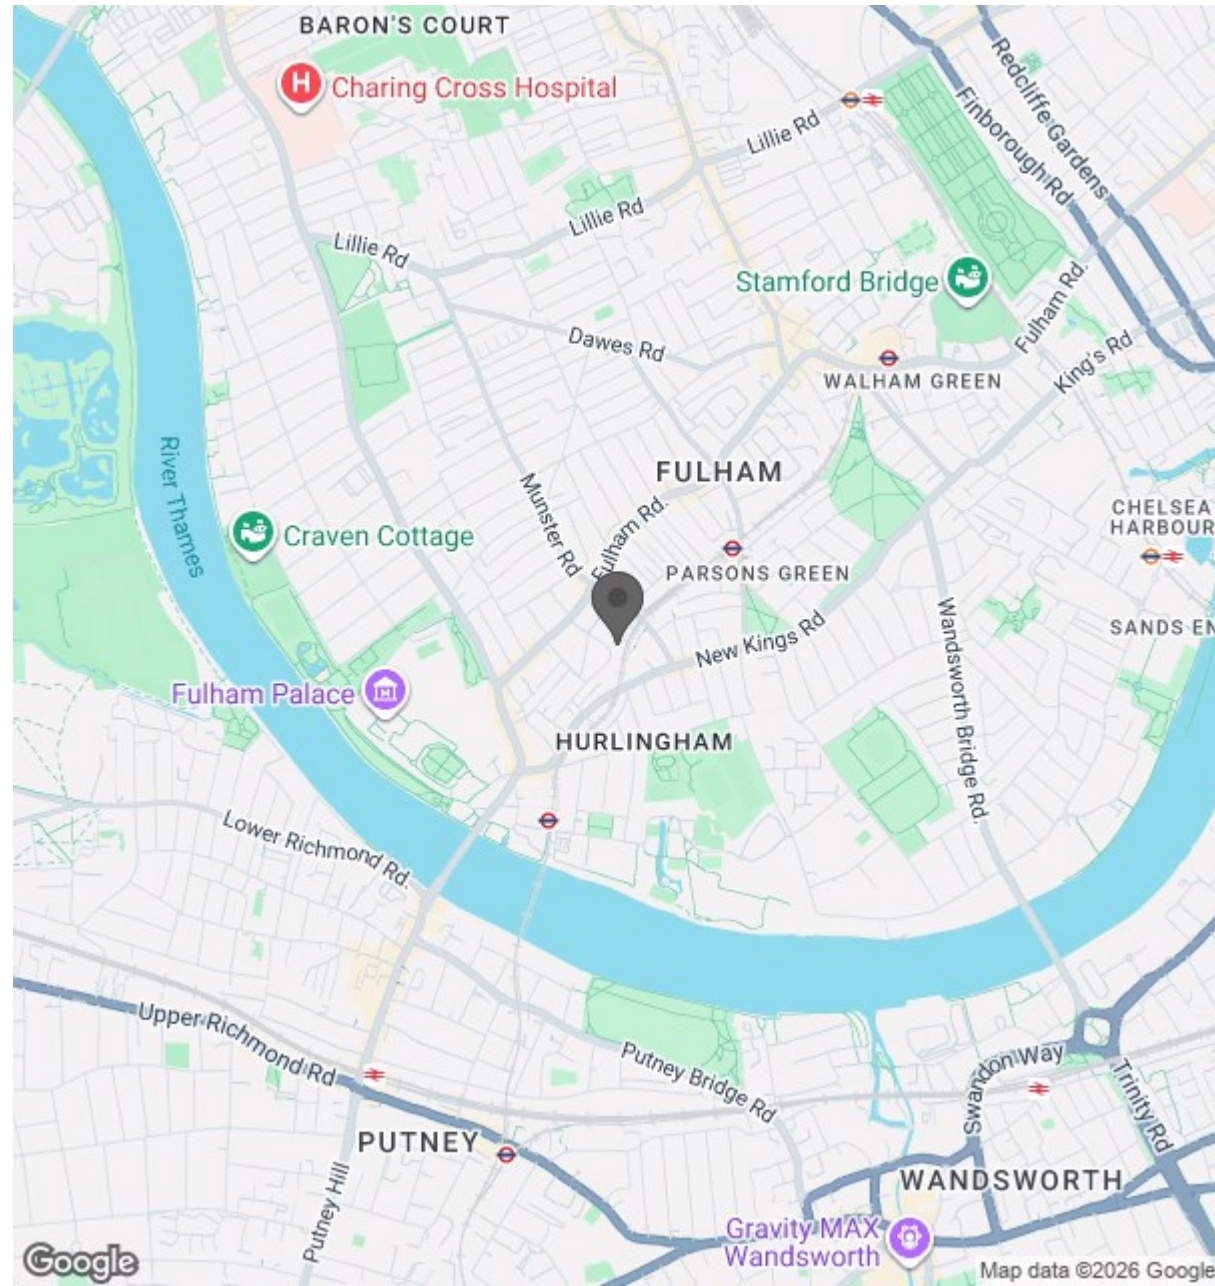 BARON'S COURT
Charing Cross Hospital
Redcliffe Gardens
Finborough Rd
Lillie Rd
Lillie Rd
Lillie Rd
Stamford Bridge
Fulham Rd.
King's Rd
Dawes Rd
WALHAM GREEN
River Thames
FULHAM
Munster Rd
Fulham Rd.
CHELSEA
HARBOUR
Craven Cottage
PARSONS GREEN
Wandsworth Bridge Rd.
SANDS EN
New Kings Rd
Fulham Palace
HURLINGHAM
Lower Richmond Rd.
Upper Richmond Rd
Putney Bridge Rd
Swandon Way
Trinity Rd
PUTNEY
Putney Hill
WANDSWORTH
Gravity MAX
Wandsworth
Google
Map data ©2026 Google